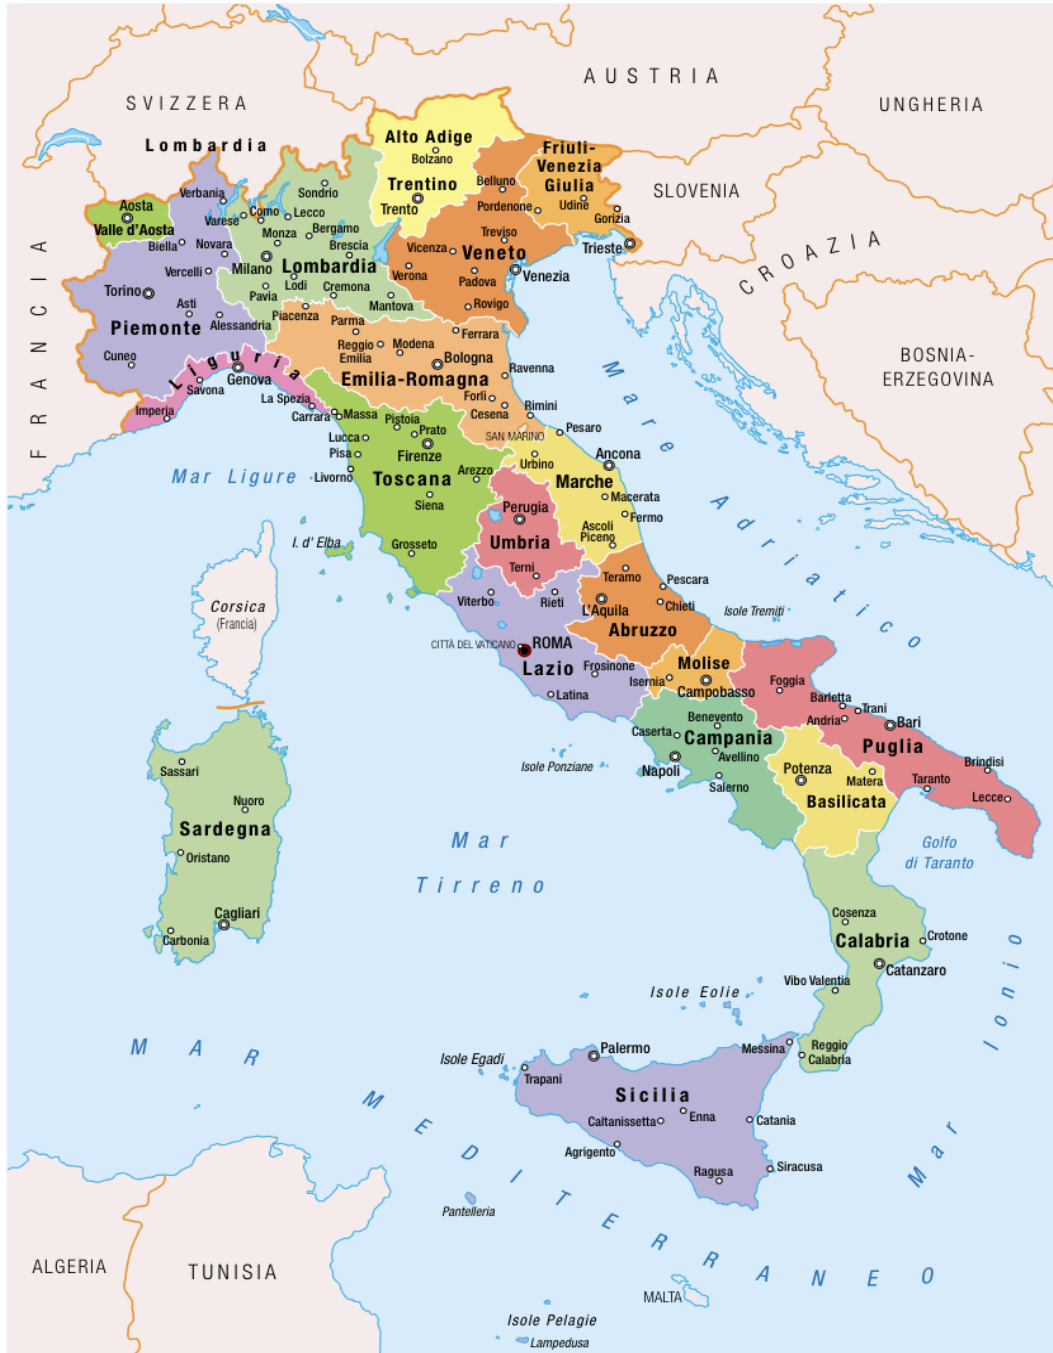 AUSTRIA
SVIZZERA
UNGHERIA
Lombardia
Alto Adige
Bolzano
Friuli-
Venezia
Giulia
Udine
Trentino
Trento
Belluno
Pordenone
Gorizia
SLOVENIA
Verbania
Sondrio
Aosta
Valle d'Aosta
Varese
Como
Lecco
Monza
Bergamo
Brescia
Biella
Novara
Milano
Lombardia
Treviso
Vicenza
Veneto
Trieste
CROAZIA
FRANCIA
Vercelli
Lodi
Cremona
Verona
Padova
Venezia
Torino
Pavia
Mantova
Rovigo
Asti
Piemonte
Alessandria
Piacenza
Parma
Ferrara
Reggio
Emilia
Modena
Bologna
Cuneo
Liguria
Genova
Savona
Emilia-Romagna
Ravenna
BOSNIA-
ERZEGOVINA
Imperia
La Spezia
Carrara
Massa
Pistoia
Prato
Forlì
Cesena
Rimini
SAN MARINO
Pesaro
Lucca
Pisa
Firenze
Livorno
Toscana
Arezzo
Siena
Urbino
Ancona
Marche
Macerata
Fermo
Ascoli
Piceno
Mar Ligure
Mare Adriatico
Perugia
Umbria
Terni
I. d' Elba
Grosseto
Corsica
(Francia)
Viterbo
Rieti
Teramo
Pescara
L'Aquila
Chieti
Abruzzo
Isole Tremiti
CITTÀ DEL VATICANO
ROMA
Lazio
Frosinone
Latina
Isernia
Molise
Campobasso
Foggia
Barletta
Trani
Andria
Bari
Puglia
Benevento
Caserta
Campania
Avellino
Napoli
Salerno
Isole Ponziane
Potenza
Matera
Basilicata
Taranto
Brindisi
Lecce
Sassari
Nuoro
Sardegna
Oristano
Cagliari
Carbonia
Mar
Tirreno
Golfo
di Taranto
Cosenza
Calabria
Crotone
Catanzaro
Vibo Valentia
Reggio
Calabria
Isole Eolie
Mar Ionio
Messina
Palermo
Isole Egadi
Trapani
Sicilia
Caltanissetta
Enna
Catania
Agrigento
Ragusa
Siracusa
MAR MEDITERRANEO
Pantelleria
ALGERIA
TUNISIA
MALTA
Isole Pelagie
Lampedusa